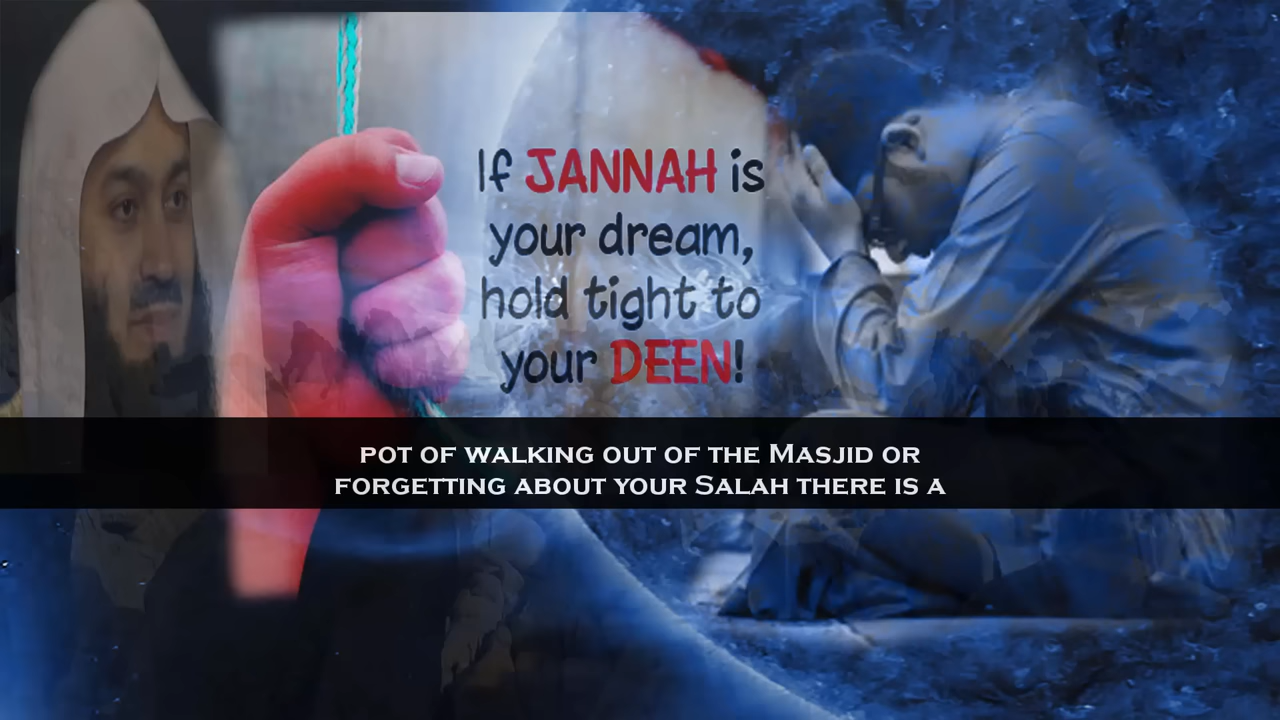 If JANNAH is
your dream,
hold tight to
your DEEN!
POT OF WALKING OUT OF THE MASJID OR
FORGETTING ABOUT YOUR SALAH THERE IS A